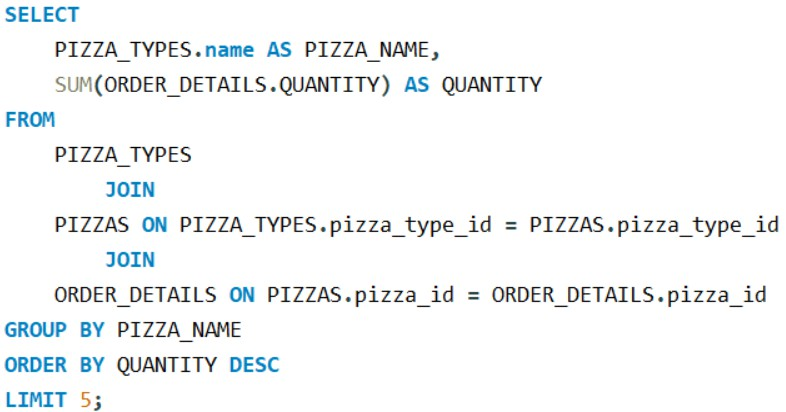 SELECT
PIZZA_TYPES.name AS PIZZA_NAME,
SUM(ORDER_DETAILS.QUANTITY) AS QUANTITY
FROM
PIZZA_TYPES
JOIN
PIZZAS ON PIZZA_TYPES.pizza_type_id = PIZZAS.pizza_type_id
JOIN
ORDER_DETAILS ON PIZZAS.pizza_id = ORDER_DETAILS.pizza_id
GROUP BY PIZZA_NAME
ORDER BY QUANTITY DESC
LIMIT 5;